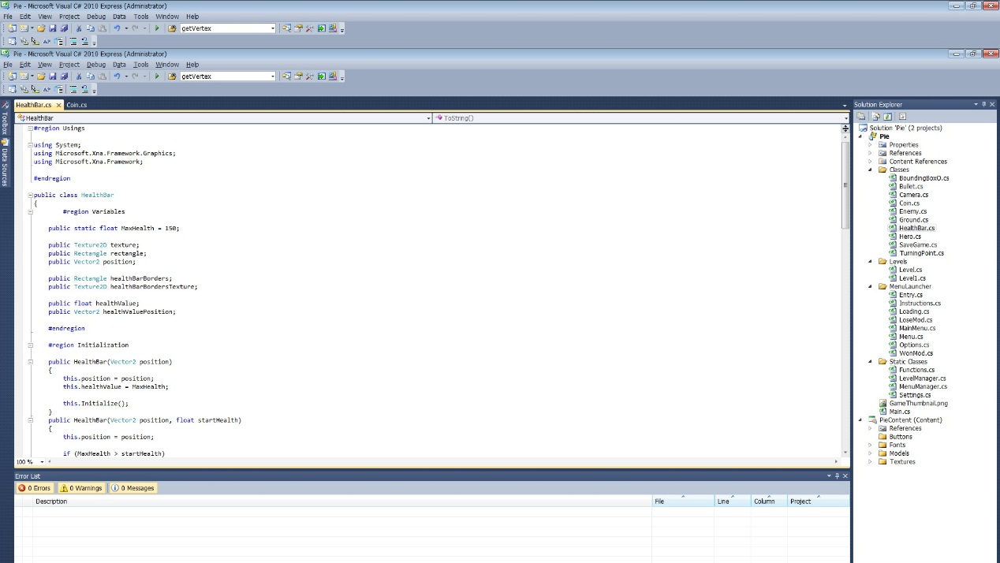 Pie - Microsoft Visual C# 2010 Express (Administrator)
File Edit View Project Debug Data Tools Window Help
getVertex
Pie - Microsoft Visual C# 2010 Express (Administrator)
File Edit View Project Debug Data Tools Window Help
getVertex
Toolbox
Data Sources
HealthBar.cs Coin.cs
HealthBar ToString()
#region Usings
using System;
using Microsoft.Xna.Framework.Graphics;
using Microsoft.Xna.Framework;
#endregion
public class HealthBar
{
#region Variables
public static float MaxHealth = 150;
public Texture2D texture;
public Rectangle rectangle;
public Vector2 position;
public Rectangle healthBarBorders;
public Texture2D healthBarBordersTexture;
public float healthValue;
public Vector2 healthValuePosition;
#endregion
#region Initialization
public HealthBar(Vector2 position)
{
this.position = position;
this.healthValue = MaxHealth;
this.Initialize();
}
public HealthBar(Vector2 position, float startHealth)
{
this.position = position;
if (MaxHealth > startHealth)
100 %
Error List
0 Errors 0 Warnings 0 Messages
Description File Line Column Project
Solution Explorer
Solution 'Pie' (2 projects)
Pie
Properties
References
Content References
Classes
BoundingBoxO.cs
Bullet.cs
Camera.cs
Coin.cs
Enemy.cs
Ground.cs
HealthBar.cs
Hero.cs
SaveGame.cs
TurningPoint.cs
Levels
Level.cs
Level1.cs
MenuLauncher
Entry.cs
Instructions.cs
Loading.cs
LoseMod.cs
MainMenu.cs
Menu.cs
Options.cs
WonMod.cs
Static Classes
Functions.cs
LevelManager.cs
MenuManager.cs
Settings.cs
GameThumbnail.png
Main.cs
PieContent (Content)
References
Buttons
Fonts
Models
Textures